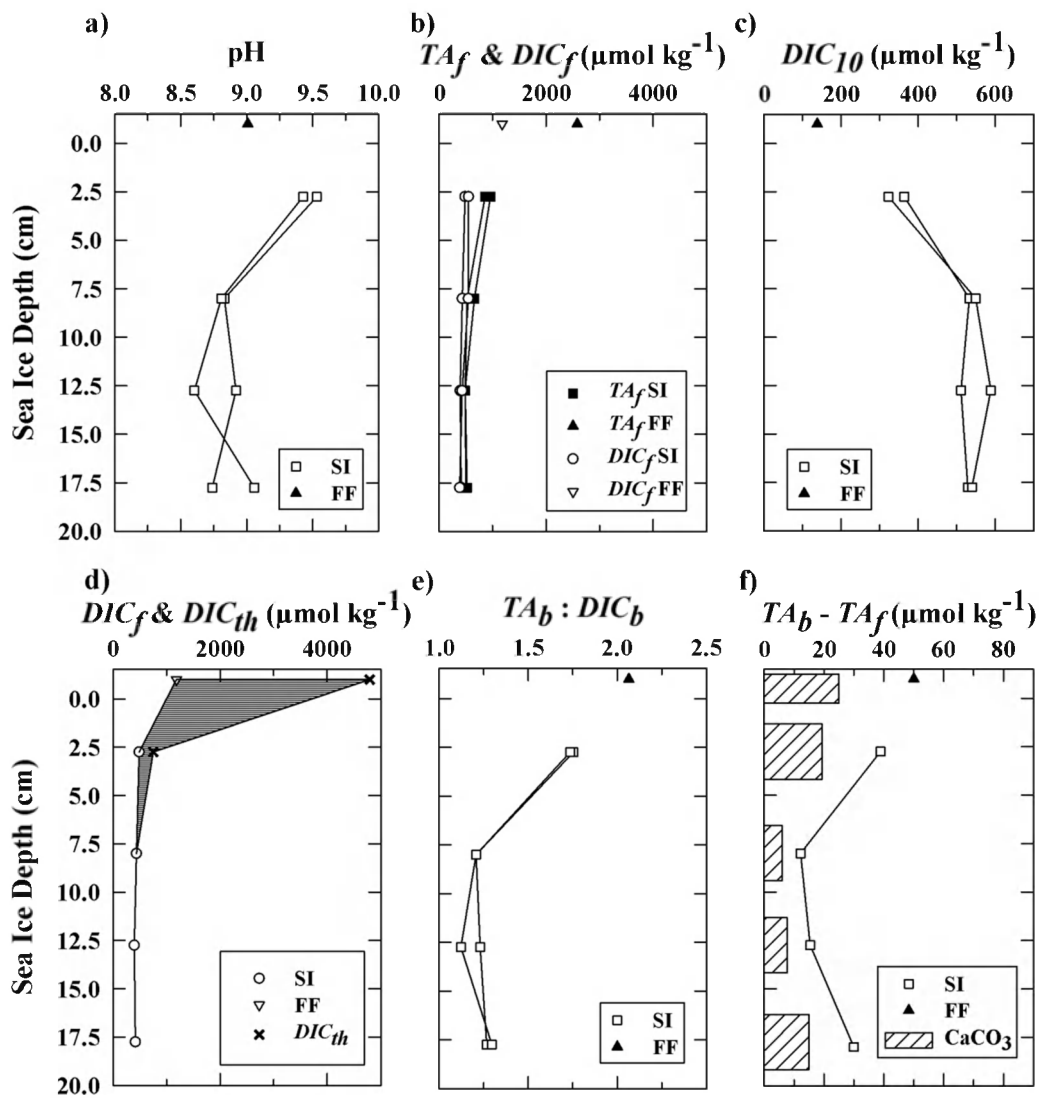 a)
pH
8.0 8.5 9.0 9.5 10.0
0.0
2.5
5.0
7.5
10.0
12.5
15.0
17.5
20.0
Sea Ice Depth (cm)
SI
FF
b)
TAf & DICf (µmol kg-1)
0 2000 4000
TAf SI
TAf FF
DICf SI
DICf FF
c)
DIC10 (µmol kg-1)
0 200 400 600
SI
FF
d)
DICf & DICth (µmol kg-1)
0 2000 4000
0.0
2.5
5.0
7.5
10.0
12.5
15.0
17.5
20.0
Sea Ice Depth (cm)
SI
FF
DICth
e)
TAb : DICb
1.0 1.5 2.0 2.5
SI
FF
f)
TAb - TAf (µmol kg-1)
0 20 40 60 80
SI
FF
CaCO3